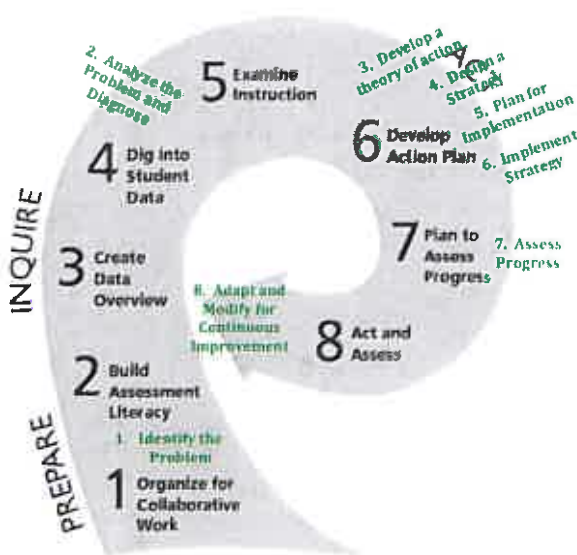 2. Analyze the
Problem and
Diagnose
5 Examine
Instruction
ACT
3. Develop a
theory of action
4. Design a
Strategy
5. Plan for
Implementation
6. Implement
Strategy
6 Develop
Action Plan
4 Dig into
Student
Data
INQUIRE
3 Create
Data
Overview
7 Plan to
Assess
Progress
7. Assess
Progress
8. Adapt and
Modify for
Continuous
Improvement
8 Act and
Assess
2 Build
Assessment
Literacy
1. Identify the
Problem
PREPARE
1 Organize for
Collaborative
Work